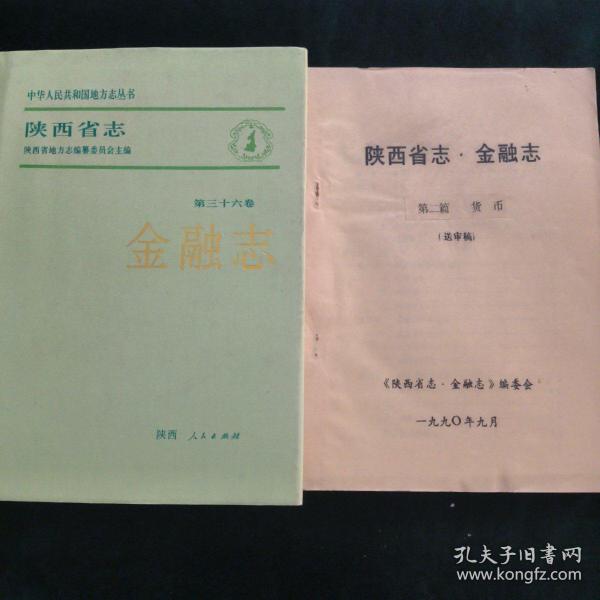 中华人民共和国地方志丛书
陕西省志
陕西省地方志编纂委员会主编
第三十六卷
金融志
陕西 人民出版社
陕西省志·金融志
第二篇 货币
(送审稿)
《陕西省志·金融志》编委会
一九九〇年九月
孔夫子旧书网
www.kongfz.com